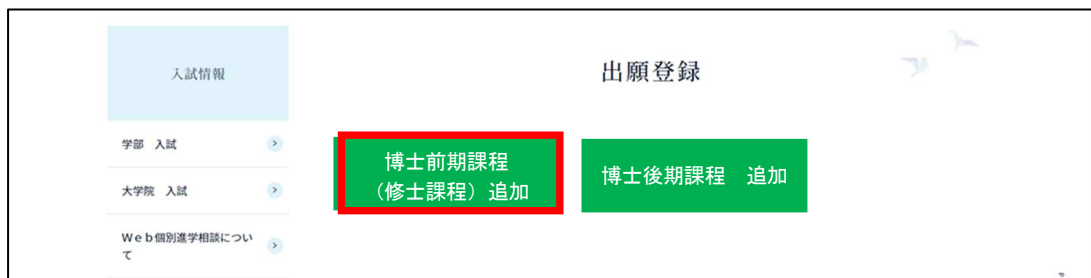 入試情報
出願登録
学部　入試
大学院　入試
Ｗｅｂ個別進学相談につい
て
博士前期課程
（修士課程）追加
博士後期課程　追加